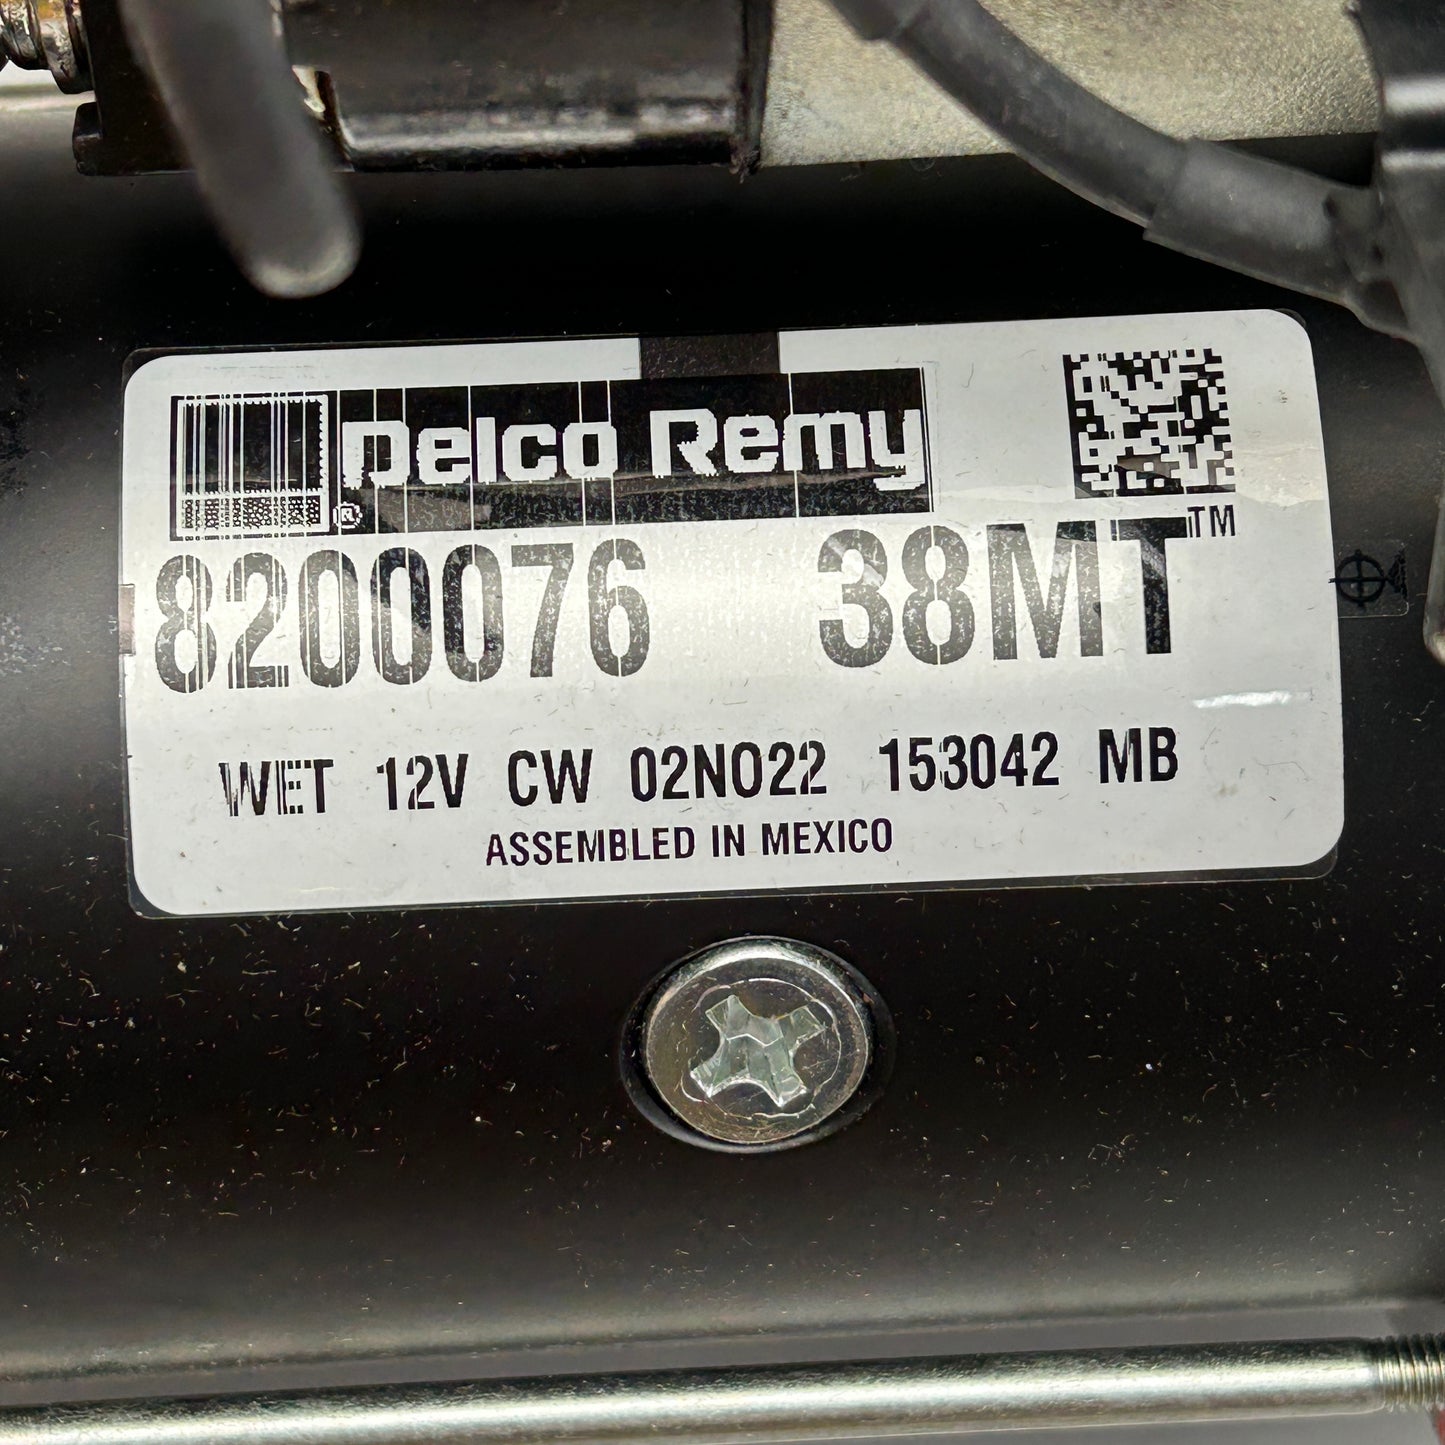 Delco Remy
®
8200076 38MT™
WET 12V CW 02NO22 153042 MB
ASSEMBLED IN MEXICO